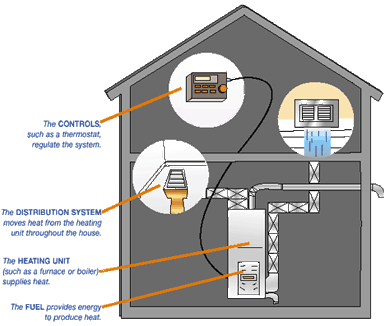 The CONTROLS,
such as a thermostat,
regulate the system.
The DISTRIBUTION SYSTEM
moves heat from the heating
unit throughout the house.
The HEATING UNIT
(such as a furnace or boiler)
supplies heat.
The FUEL provides energy
to produce heat.